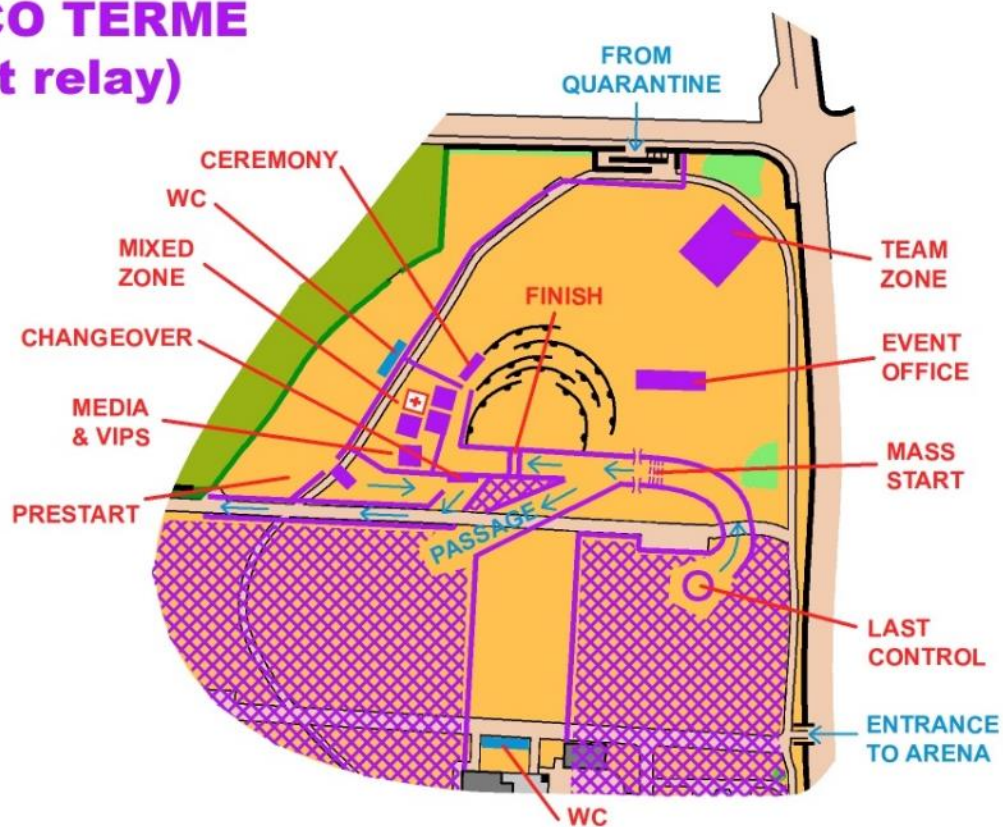 CO TERME
t relay)
FROM
QUARANTINE
CEREMONY
WC
MIXED
ZONE
CHANGEOVER
MEDIA
& VIPS
PRESTART
FINISH
TEAM
ZONE
EVENT
OFFICE
MASS
START
PASSAGE
LAST
CONTROL
ENTRANCE
TO ARENA
WC